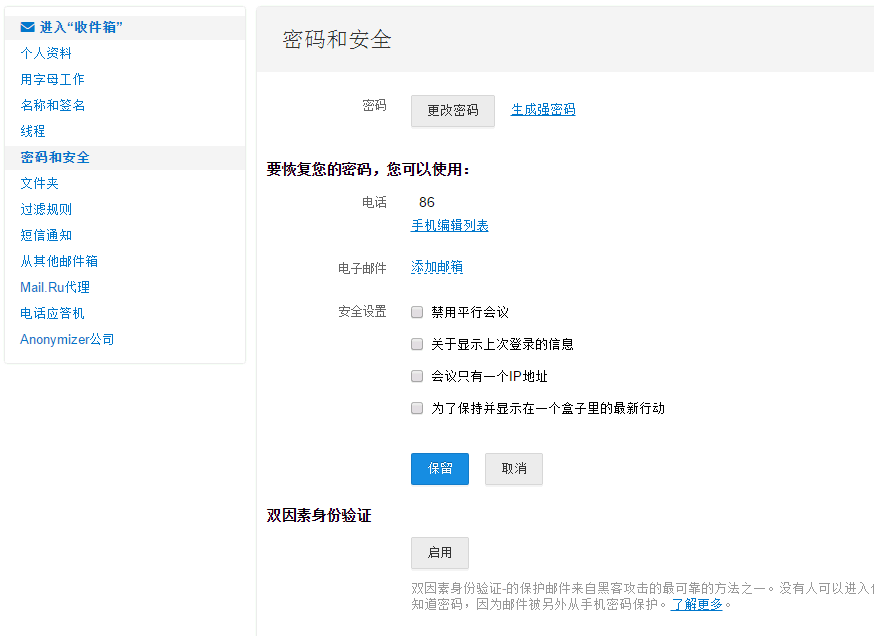 进入“收件箱”
个人资料
用字母工作
名称和签名
线程
密码和安全
文件夹
过滤规则
短信通知
从其他邮件箱
Mail.Ru代理
电话应答机
Anonymizer公司
密码和安全
密码 更改密码 生成强密码
要恢复您的密码，您可以使用：
电话 86
手机编辑列表
电子邮件 添加邮箱
安全设置 禁用平行会议
关于显示上次登录的信息
会议只有一个IP地址
为了保持并显示在一个盒子里的最新行动
保留 取消
双因素身份验证
启用
双因素身份验证-的保护邮件来自黑客攻击的最可靠的方法之一。没有人可以进入
知道密码，因为邮件被另外从手机密码保护。了解更多。